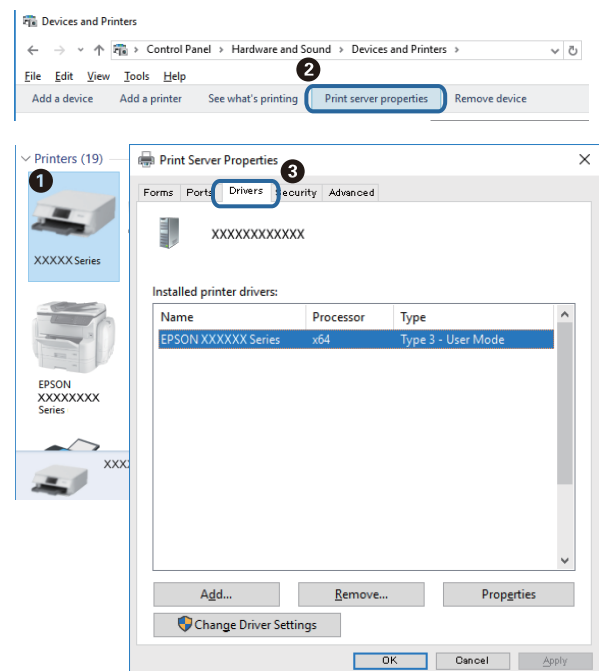 Devices and Printers
Control Panel > Hardware and Sound > Devices and Printers >
2
File Edit View Tools Help
Add a device Add a printer See what's printing Print server properties Remove device
Printers (19)
1
XXXXX Series
EPSON
XXXXXXXX
Series
Print Server Properties
3
Forms Ports Drivers Security Advanced
XXXXXXXXXXXX
Installed printer drivers:
Name Processor Type
EPSON XXXXXX Series x64 Type 3 - User Mode
Add... Remove... Properties
Change Driver Settings
OK Cancel Apply